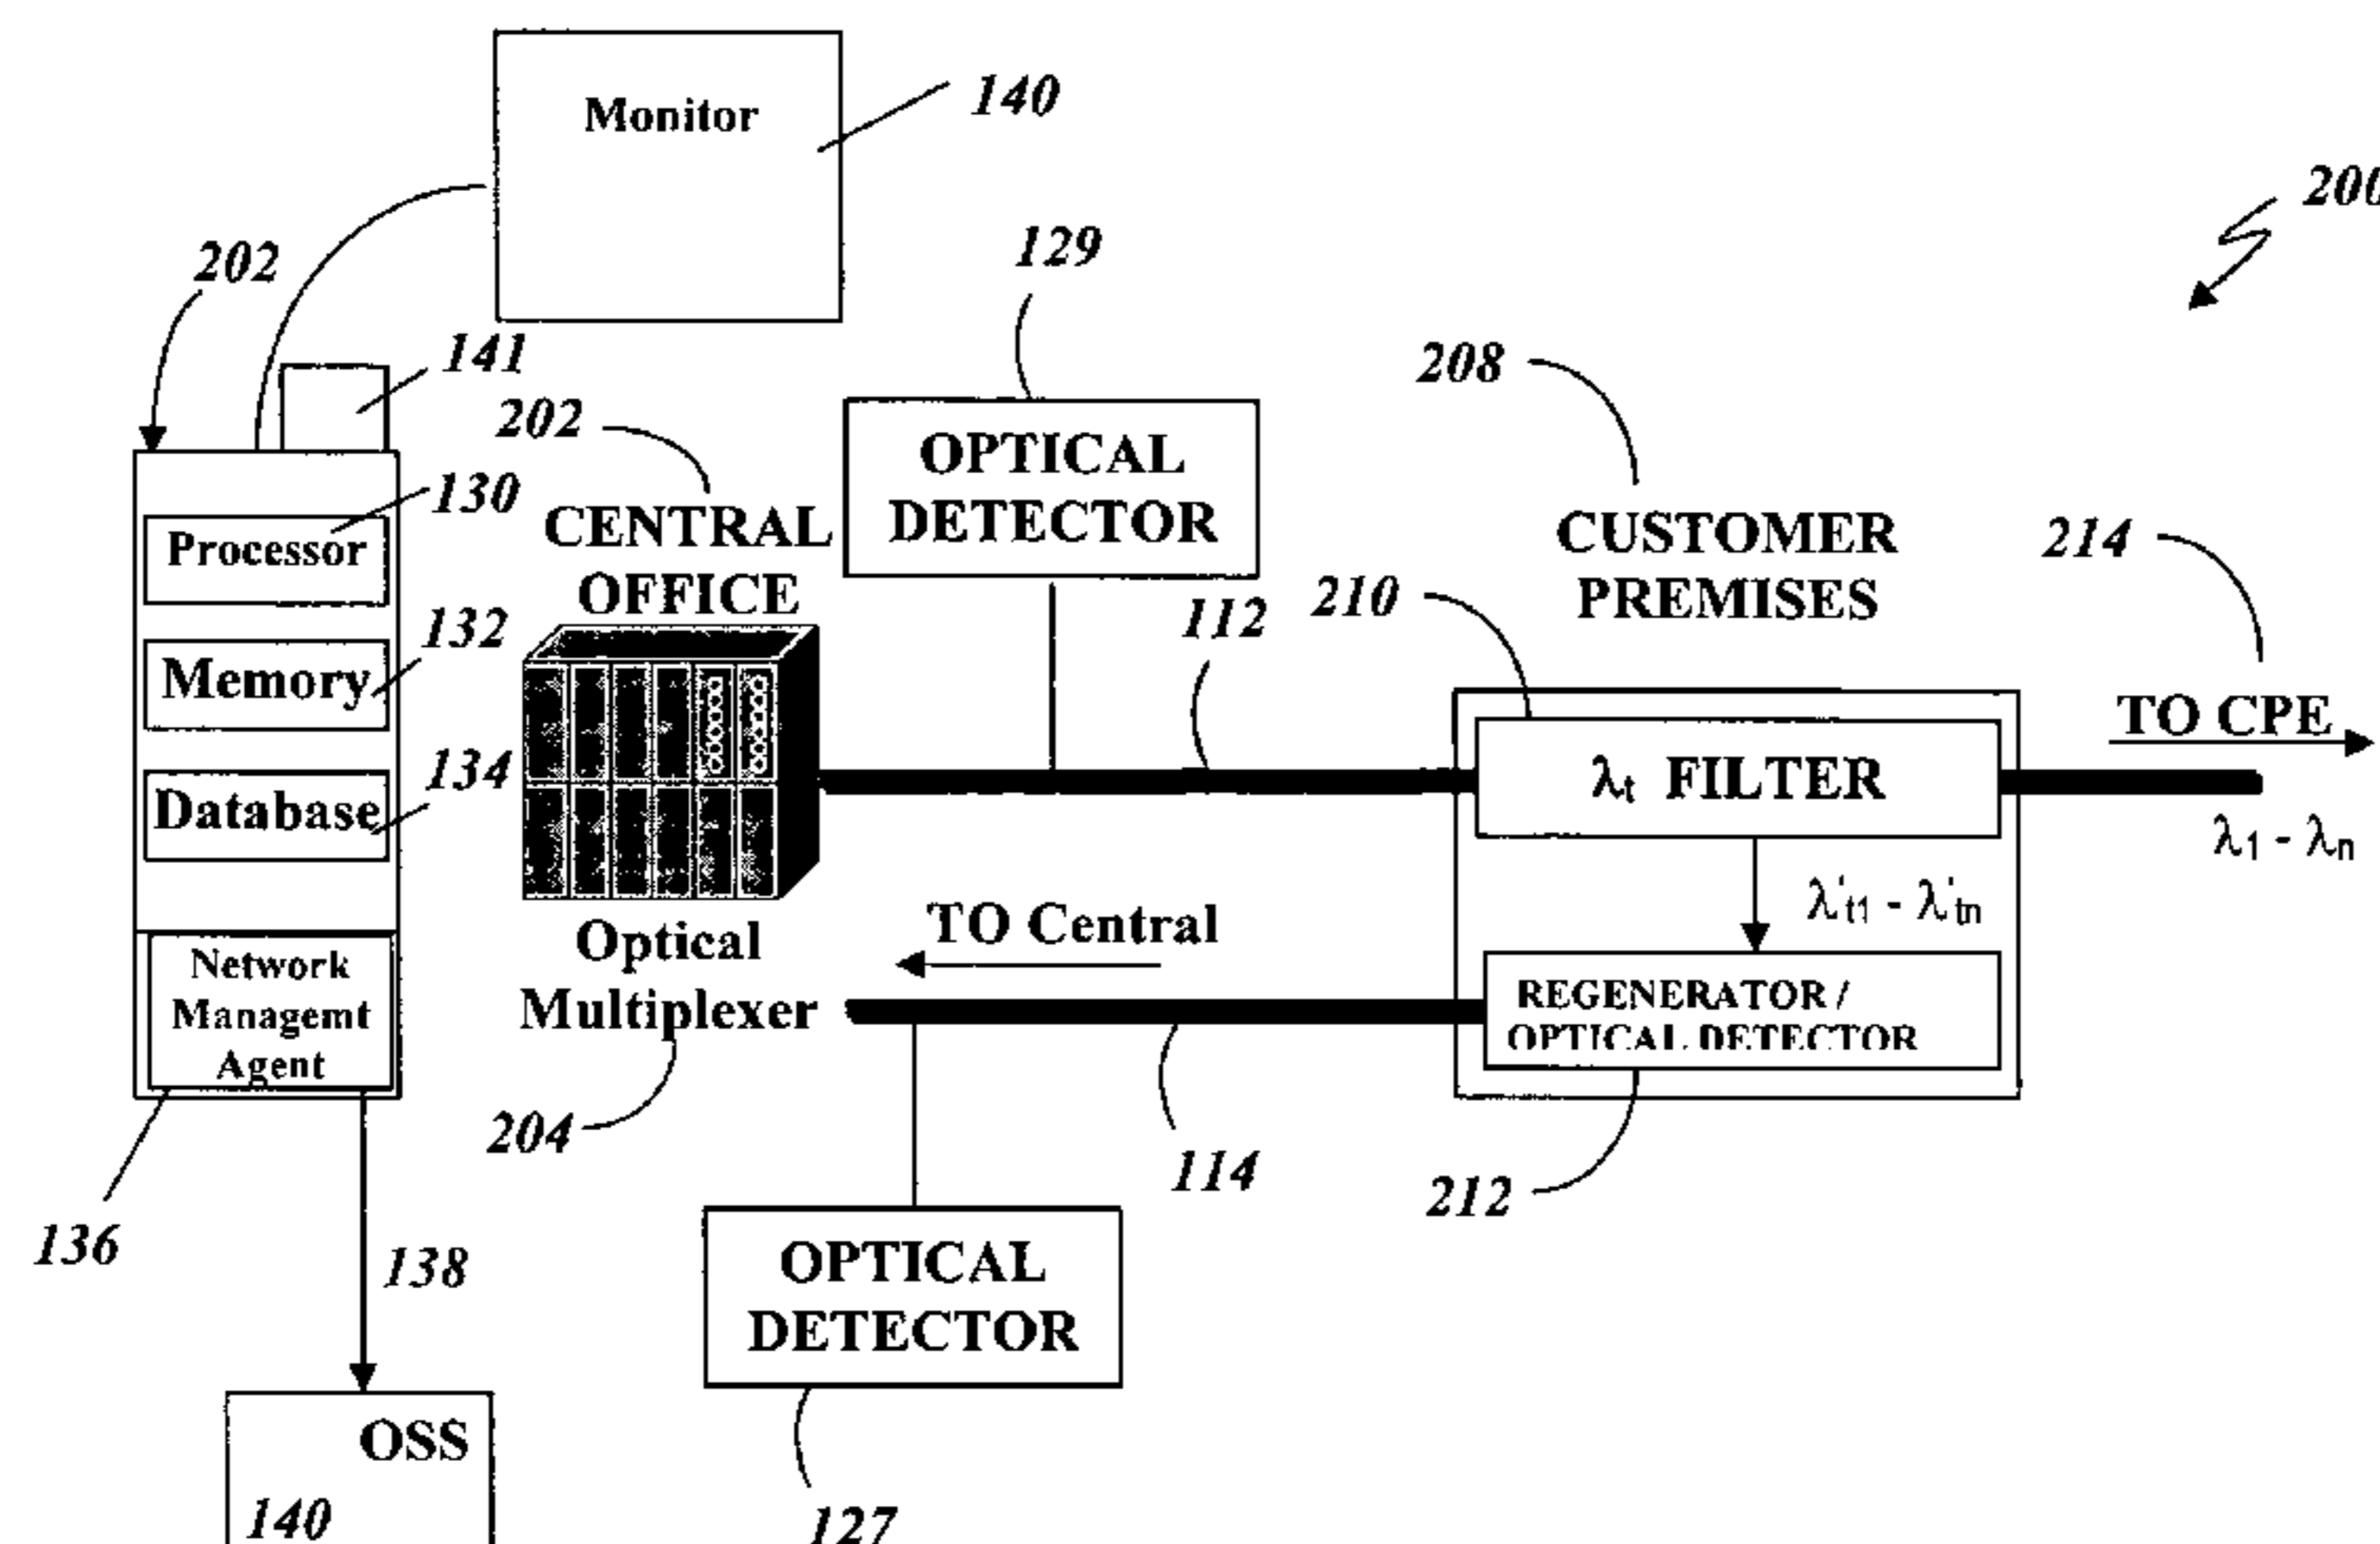 Monitor
140
200
129
202
141
208
202
OPTICAL
DETECTOR
130
Processor
CENTRAL
OFFICE
CUSTOMER
PREMISES
214
210
112
132
Memory
TO CPE
134
Database
λt FILTER
λ1 - λn
λ't1 - λ'tn
TO Central
Optical
Multiplexer
Network
Managemt
Agent
REGENERATOR /
OPTICAL DETECTOR
204
114
212
136
138
OPTICAL
DETECTOR
OSS
140
127